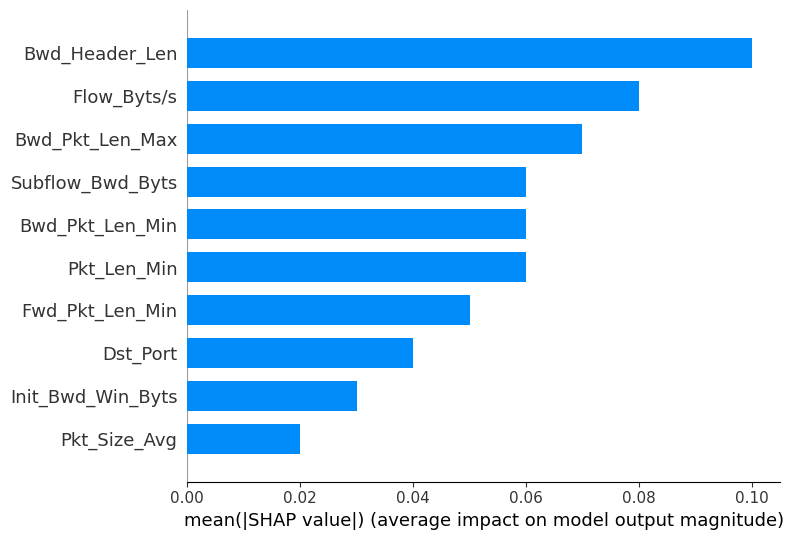 Bwd_Header_Len
Flow_Bytes/s
Bwd_Pkt_Len_Max
Subflow_Bwd_Byts
Bwd_Pkt_Len_Min
Pkt_Len_Min
Fwd_Pkt_Len_Min
Dst_Port
Init_Bwd_Win_Byts
Pkt_Size_Avg
0.00 0.02 0.04 0.06 0.08 0.10
mean(|SHAP value|) (average impact on model output magnitude)